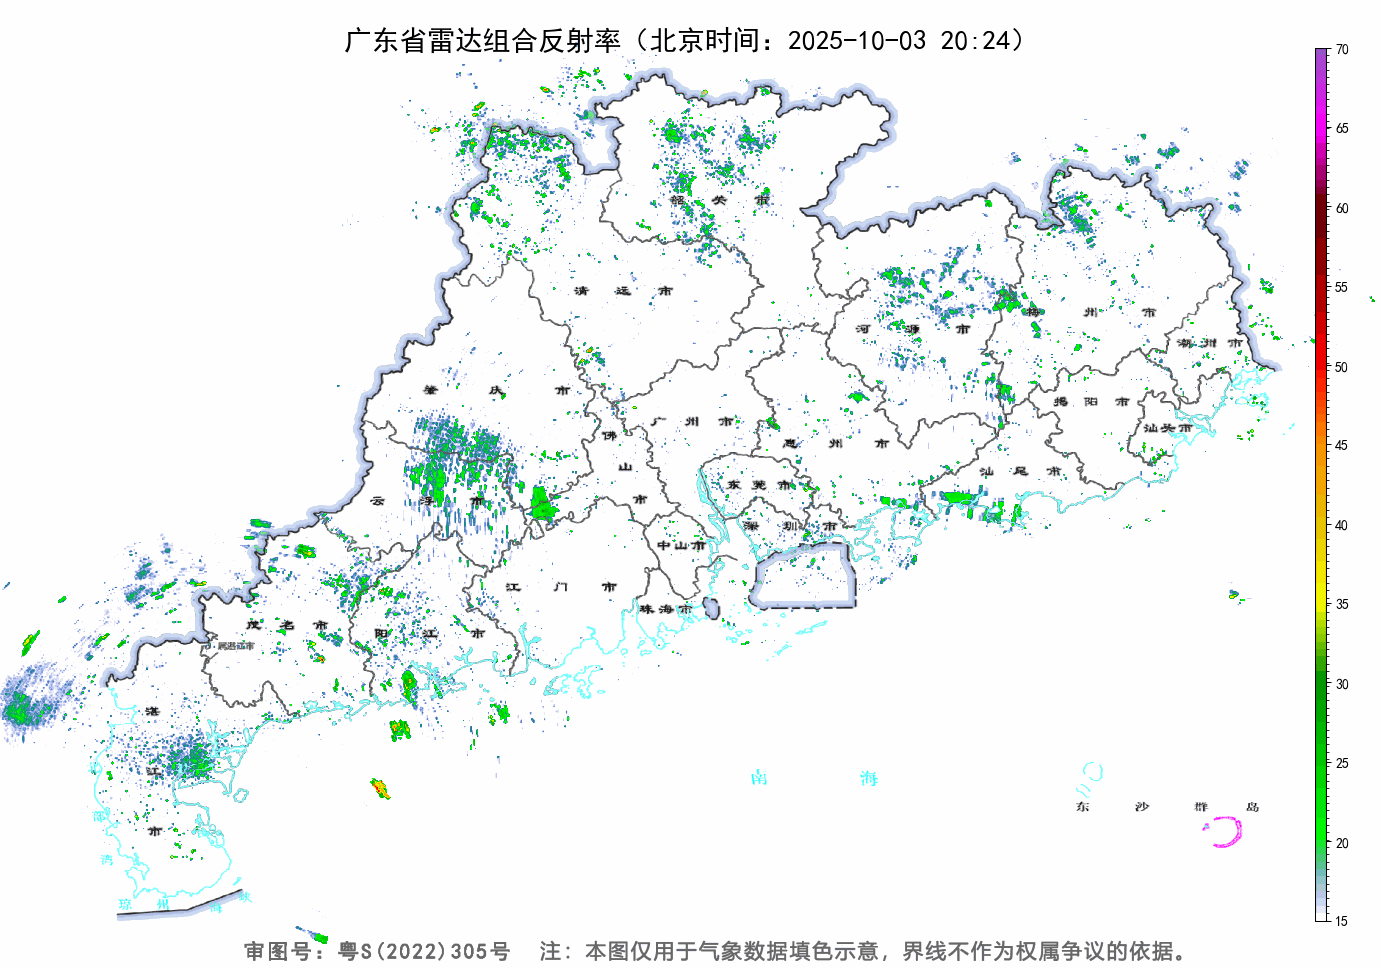 广东省雷达组合反射率（北京时间：2025-10-03 20:24）
70
65
60
55
50
45
40
35
30
25
20
15
韶关市
清远市
河源市
梅州市
潮州市
肇庆市
揭阳市
广州市
汕头市
佛山市
惠州市
云浮市
东莞市
汕尾市
深圳市
中山市
江门市
珠海市
茂名市
阳江市
湛江市
南海
东沙群岛
琼州海峡
审图号：粤S(2022)305号 注：本图仅用于气象数据填色示意，界线不作为权属争议的依据。